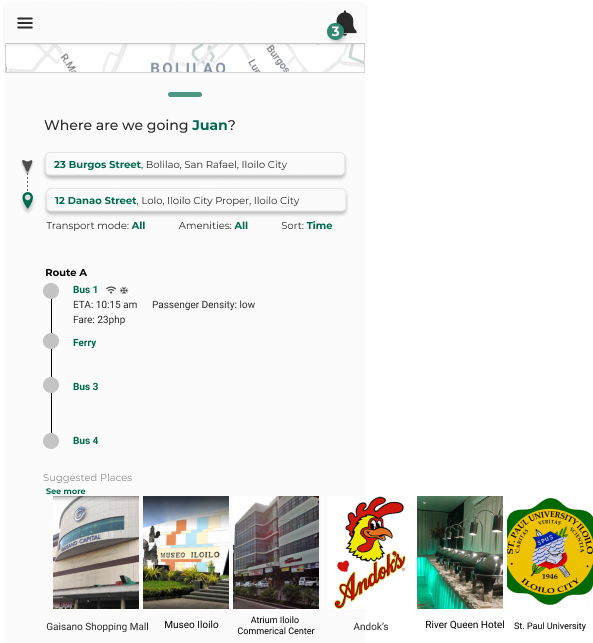 3
R.Ma
BOLILAO
Lu
Burgos
Where are we going Juan?
23 Burgos Street, Bolilao, San Rafael, Iloilo City
12 Danao Street, Lolo, Iloilo City Proper, Iloilo City
Transport mode: All Amenities: All Sort: Time
Route A
Bus 1
ETA: 10:15 am Passenger Density: low
Fare: 23php
Ferry
Bus 3
Bus 4
Suggested Places
See more
GAISANO CAPITAL
MUSEO ILOILO
Andok's
ST. PAUL UNIVERSITY ILOILO
CARITAS VERITAS SCIENTIA
SPUS
1946
ILOILO CITY
Gaisano Shopping Mall
Museo Iloilo
Atrium Iloilo
Commerical Center
Andok's
River Queen Hotel
St. Paul University